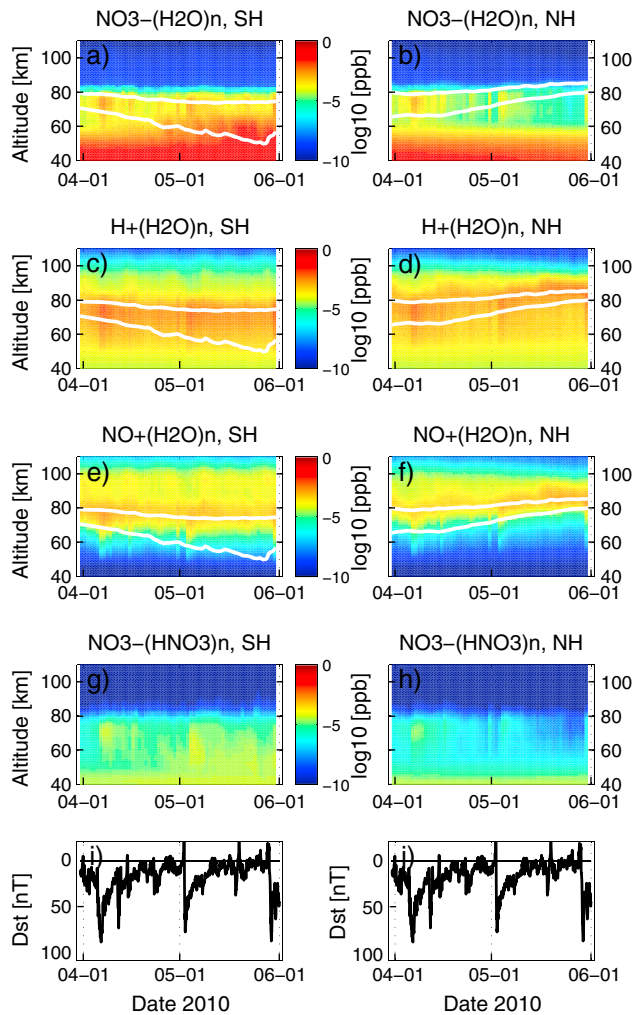 NO3−(H2O)n, SH
NO3−(H2O)n, NH
a)
b)
Altitude [km]
100
80
60
40
0
−5
−10
log10 [ppb]
100
80
60
40
04−01
05−01
06−01
04−01
05−01
06−01
H+(H2O)n, SH
H+(H2O)n, NH
c)
d)
Altitude [km]
100
80
60
40
0
−5
−10
log10 [ppb]
100
80
60
40
04−01
05−01
06−01
04−01
05−01
06−01
NO+(H2O)n, SH
NO+(H2O)n, NH
e)
f)
Altitude [km]
100
80
60
40
0
−5
−10
log10 [ppb]
100
80
60
40
04−01
05−01
06−01
04−01
05−01
06−01
NO3−(HNO3)n, SH
NO3−(HNO3)n, NH
g)
h)
Altitude [km]
100
80
60
40
0
−5
−10
log10 [ppb]
100
80
60
40
04−01
05−01
06−01
04−01
05−01
06−01
i)
Dst [nT]
0
50
100
04−01
05−01
06−01
Date 2010
Dst [nT]
0
50
100
04−01
05−01
06−01
Date 2010